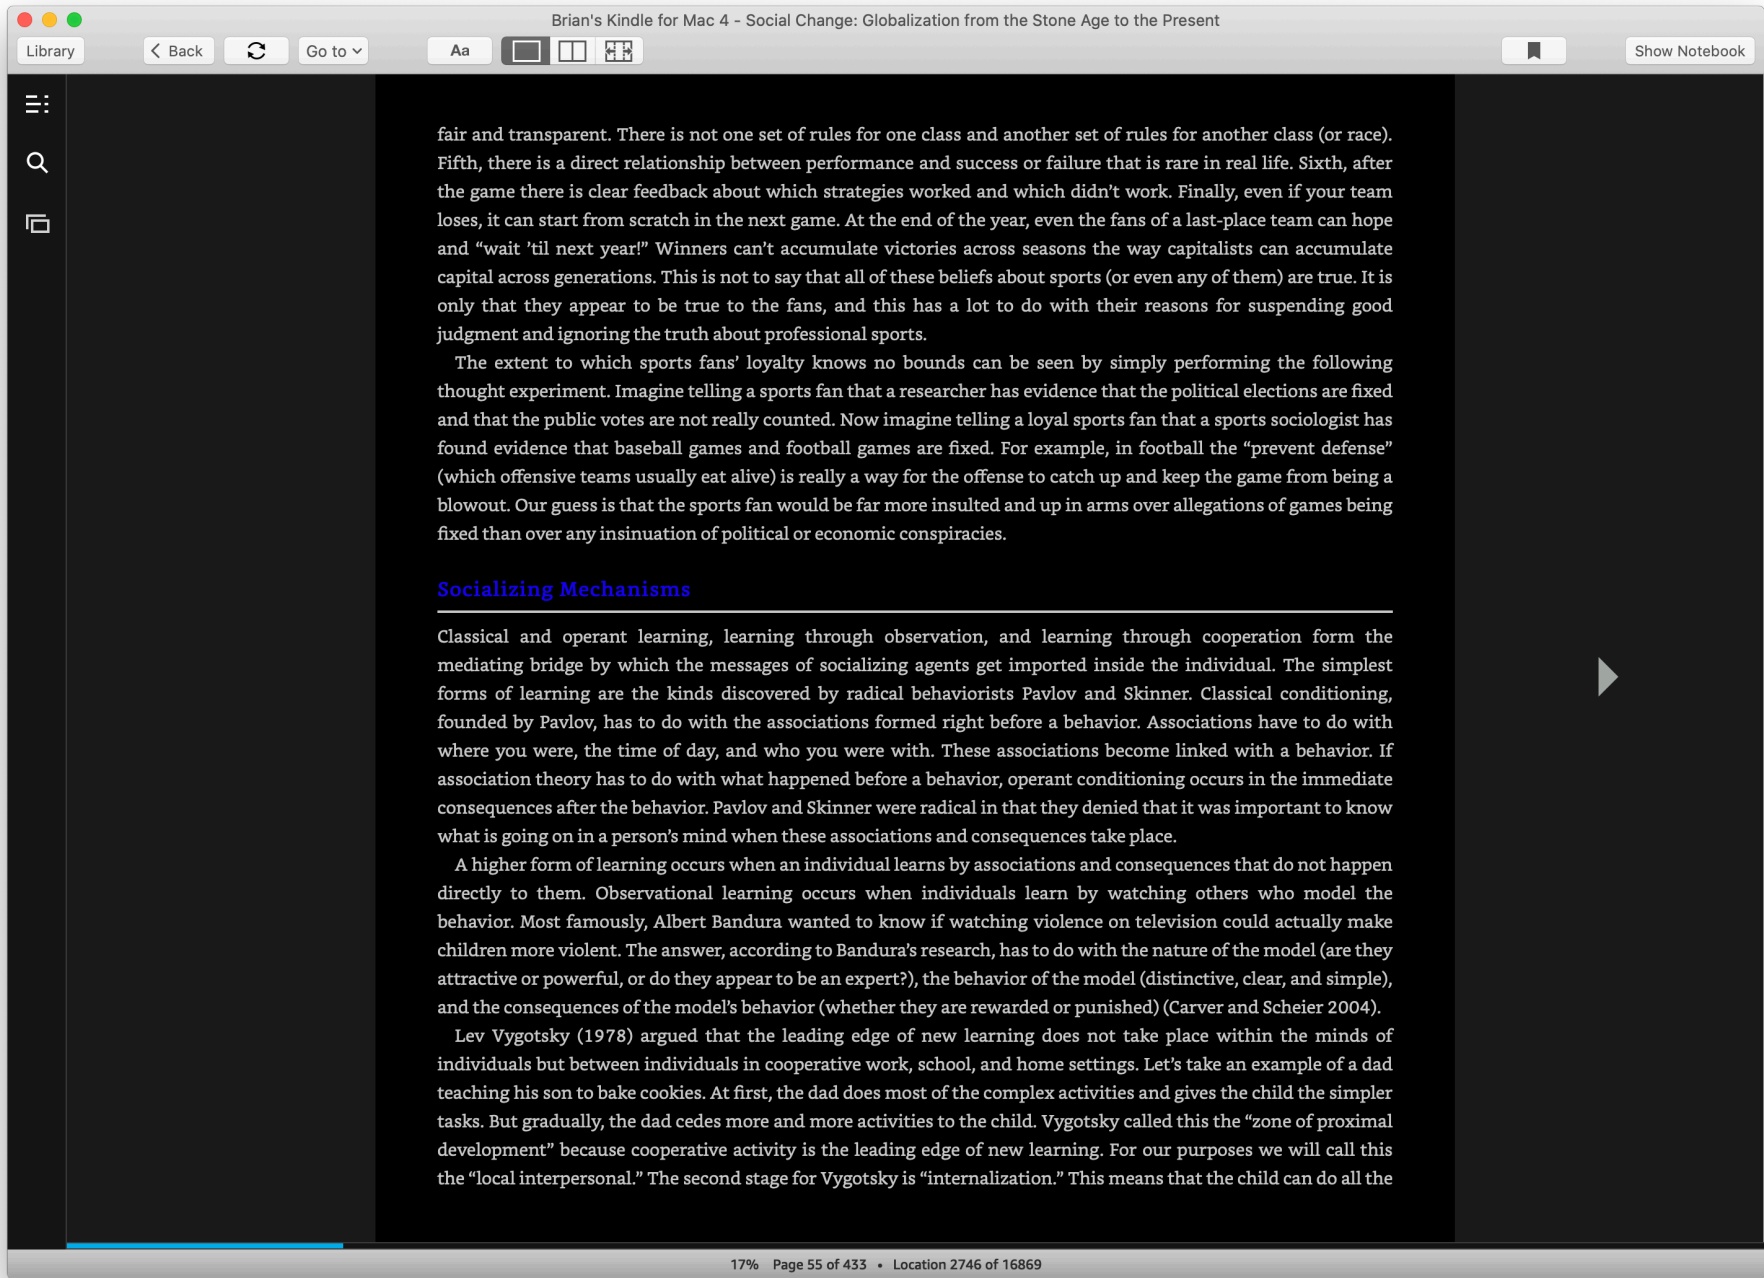 Brian's Kindle for Mac 4 - Social Change: Globalization from the Stone Age to the Present
Library
Back
Go to
Aa
Show Notebook
fair and transparent. There is not one set of rules for one class and another set of rules for another class (or race).
Fifth, there is a direct relationship between performance and success or failure that is rare in real life. Sixth, after
the game there is clear feedback about which strategies worked and which didn’t work. Finally, even if your team
loses, it can start from scratch in the next game. At the end of the year, even the fans of a last-place team can hope
and “wait ’til next year!” Winners can’t accumulate victories across seasons the way capitalists can accumulate
capital across generations. This is not to say that all of these beliefs about sports (or even any of them) are true. It is
only that they appear to be true to the fans, and this has a lot to do with their reasons for suspending good
judgment and ignoring the truth about professional sports.
The extent to which sports fans’ loyalty knows no bounds can be seen by simply performing the following
thought experiment. Imagine telling a sports fan that a researcher has evidence that the political elections are fixed
and that the public votes are not really counted. Now imagine telling a loyal sports fan that a sports sociologist has
found evidence that baseball games and football games are fixed. For example, in football the “prevent defense”
(which offensive teams usually eat alive) is really a way for the offense to catch up and keep the game from being a
blowout. Our guess is that the sports fan would be far more insulted and up in arms over allegations of games being
fixed than over any insinuation of political or economic conspiracies.
Socializing Mechanisms
Classical and operant learning, learning through observation, and learning through cooperation form the
mediating bridge by which the messages of socializing agents get imported inside the individual. The simplest
forms of learning are the kinds discovered by radical behaviorists Pavlov and Skinner. Classical conditioning,
founded by Pavlov, has to do with the associations formed right before a behavior. Associations have to do with
where you were, the time of day, and who you were with. These associations become linked with a behavior. If
association theory has to do with what happened before a behavior, operant conditioning occurs in the immediate
consequences after the behavior. Pavlov and Skinner were radical in that they denied that it was important to know
what is going on in a person’s mind when these associations and consequences take place.
A higher form of learning occurs when an individual learns by associations and consequences that do not happen
directly to them. Observational learning occurs when individuals learn by watching others who model the
behavior. Most famously, Albert Bandura wanted to know if watching violence on television could actually make
children more violent. The answer, according to Bandura’s research, has to do with the nature of the model (are they
attractive or powerful, or do they appear to be an expert?), the behavior of the model (distinctive, clear, and simple),
and the consequences of the model’s behavior (whether they are rewarded or punished) (Carver and Scheier 2004).
Lev Vygotsky (1978) argued that the leading edge of new learning does not take place within the minds of
individuals but between individuals in cooperative work, school, and home settings. Let’s take an example of a dad
teaching his son to bake cookies. At first, the dad does most of the complex activities and gives the child the simpler
tasks. But gradually, the dad cedes more and more activities to the child. Vygotsky called this the “zone of proximal
development” because cooperative activity is the leading edge of new learning. For our purposes we will call this
the “local interpersonal.” The second stage for Vygotsky is “internalization.” This means that the child can do all the
17% Page 55 of 433 • Location 2746 of 16869